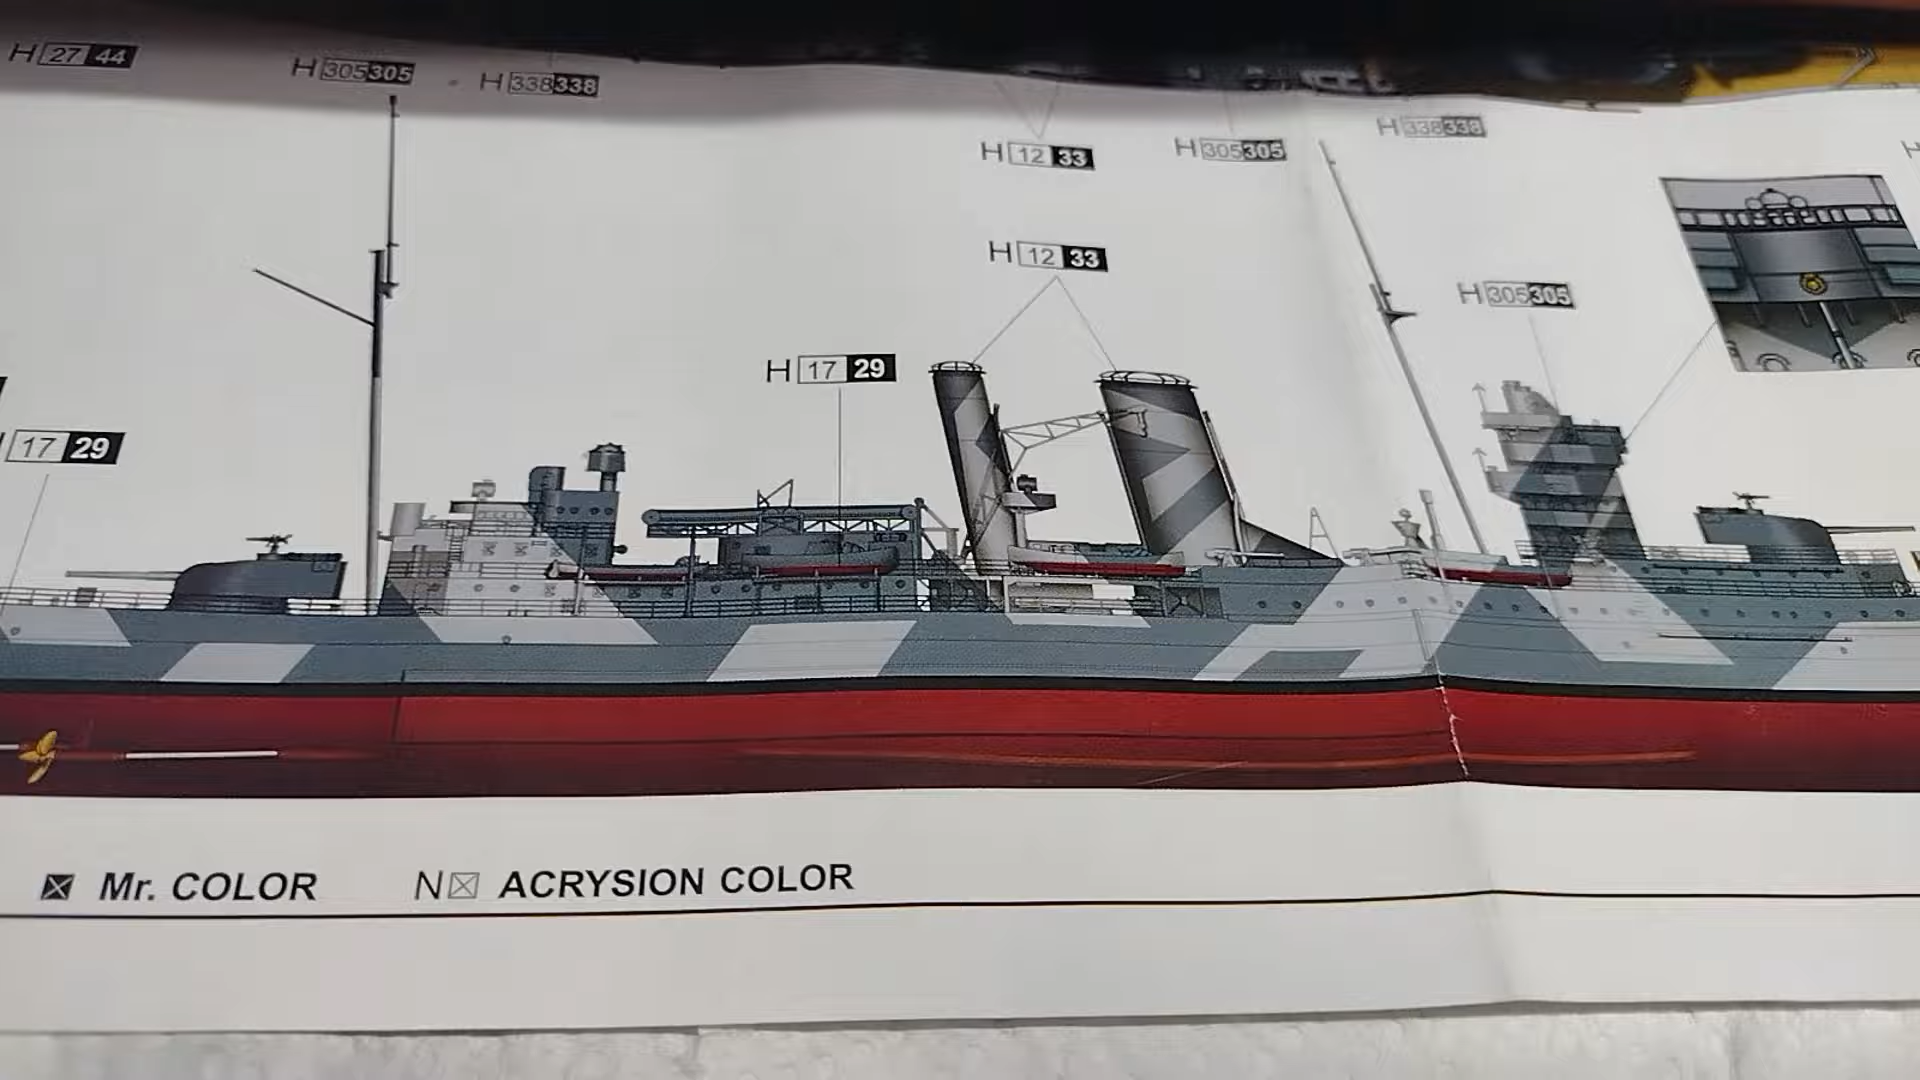 H 27 44
H 305 305
H 338 338
H 12 33
H 305 305
H 338 338
H 12 33
H 305 305
H 17 29
17 29
Mr. COLOR N ACRYSION COLOR